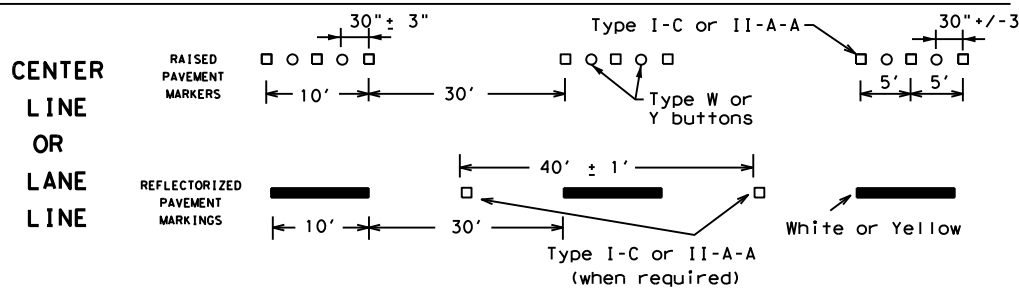 CENTER
LINE
OR
LANE
LINE
RAISED
PAVEMENT
MARKERS
30" ± 3"
10'
30'
Type I-C or II-A-A
Type W or
Y buttons
30"+/-3
5'
5'
REFLECTORIZED
PAVEMENT
MARKINGS
10'
30'
40' ± 1'
Type I-C or II-A-A
(when required)
White or Yellow